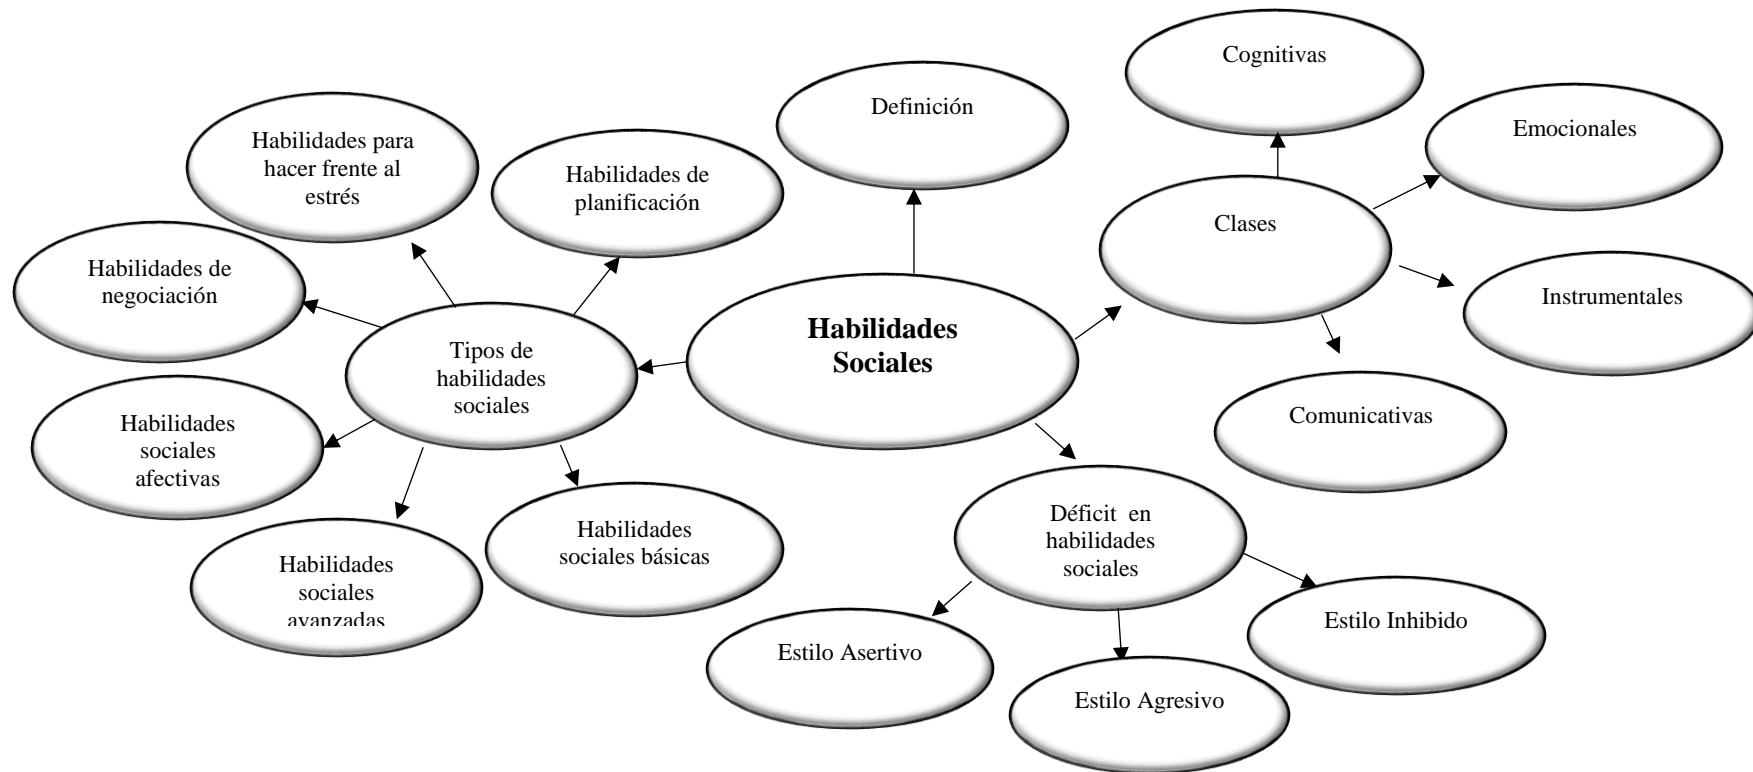 Cognitivas
Definición
Emocionales
Habilidades para
hacer frente al
estrés
Habilidades de
planificación
Clases
Habilidades de
negociación
Instrumentales
Habilidades
Sociales
Tipos de
habilidades
sociales
Comunicativas
Habilidades
sociales
afectivas
Déficit  en
habilidades
sociales
Habilidades
sociales básicas
Habilidades
sociales
avanzadas
Estilo Inhibido
Estilo Asertivo
Estilo Agresivo